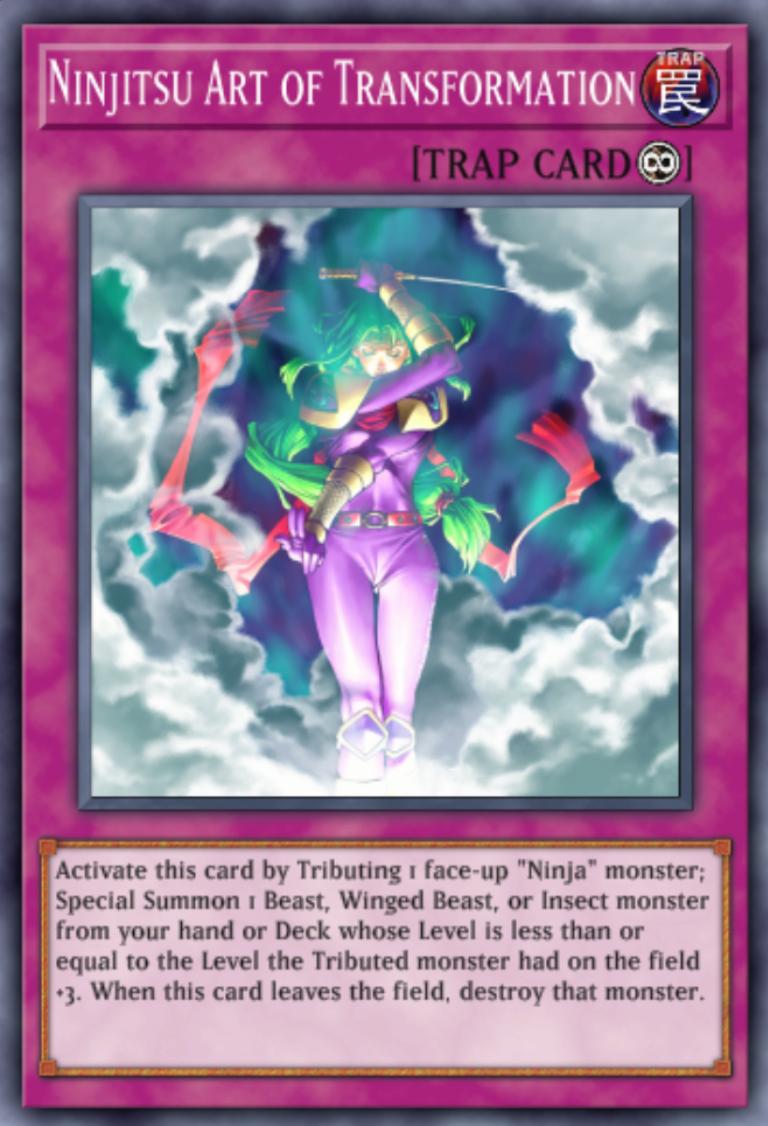 Ninjitsu Art of Transformation
TRAP
罠
[TRAP CARD]
Activate this card by Tributing 1 face-up "Ninja" monster;
Special Summon 1 Beast, Winged Beast, or Insect monster
from your hand or Deck whose Level is less than or
equal to the Level the Tributed monster had on the field
+3. When this card leaves the field, destroy that monster.